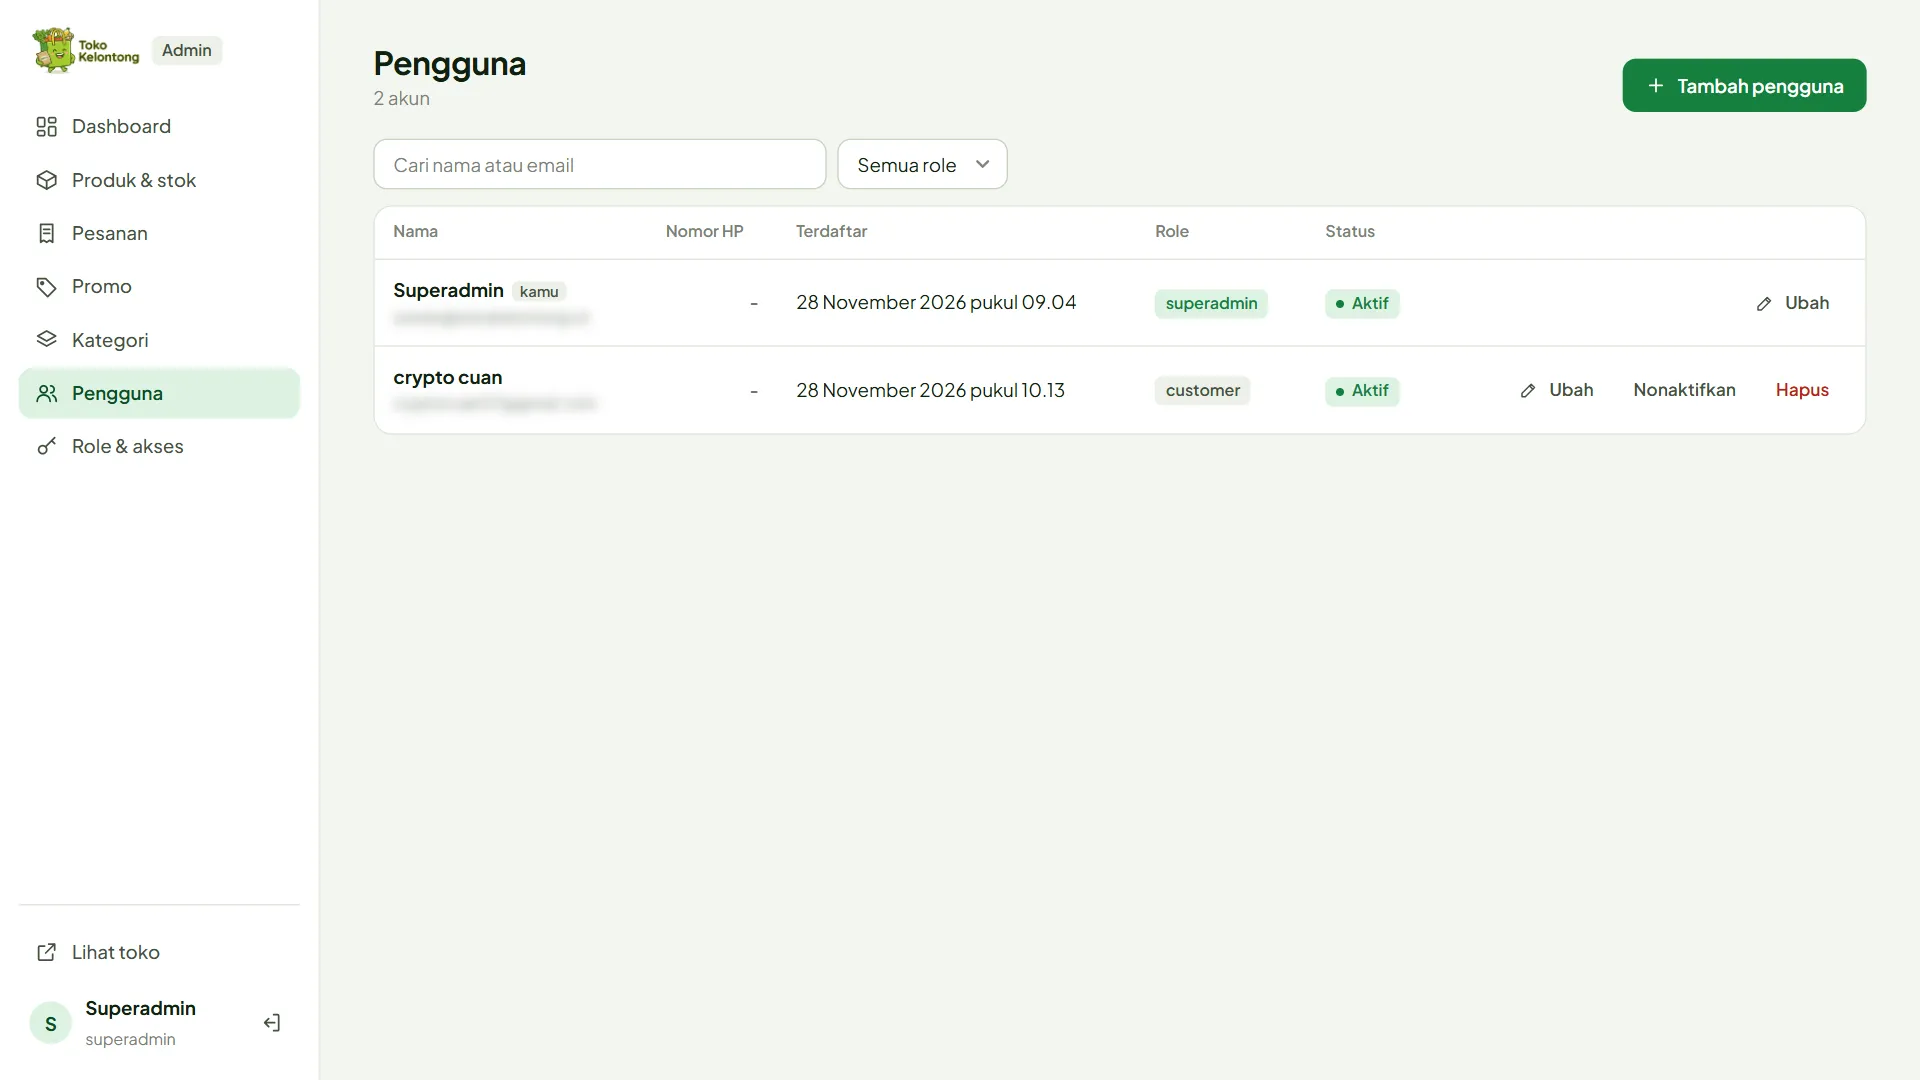 Toko
Kelontong
Admin
Dashboard
Produk & stok
Pesanan
Promo
Kategori
Pengguna
Role & akses
Lihat toko
S
Superadmin
superadmin
Pengguna
2 akun
+ Tambah pengguna
Cari nama atau email
Semua role
Nama Nomor HP Terdaftar Role Status
Superadmin kamu
- 28 November 2026 pukul 09.04 superadmin Aktif Ubah
crypto cuan
- 28 November 2026 pukul 10.13 customer Aktif Ubah Nonaktifkan Hapus